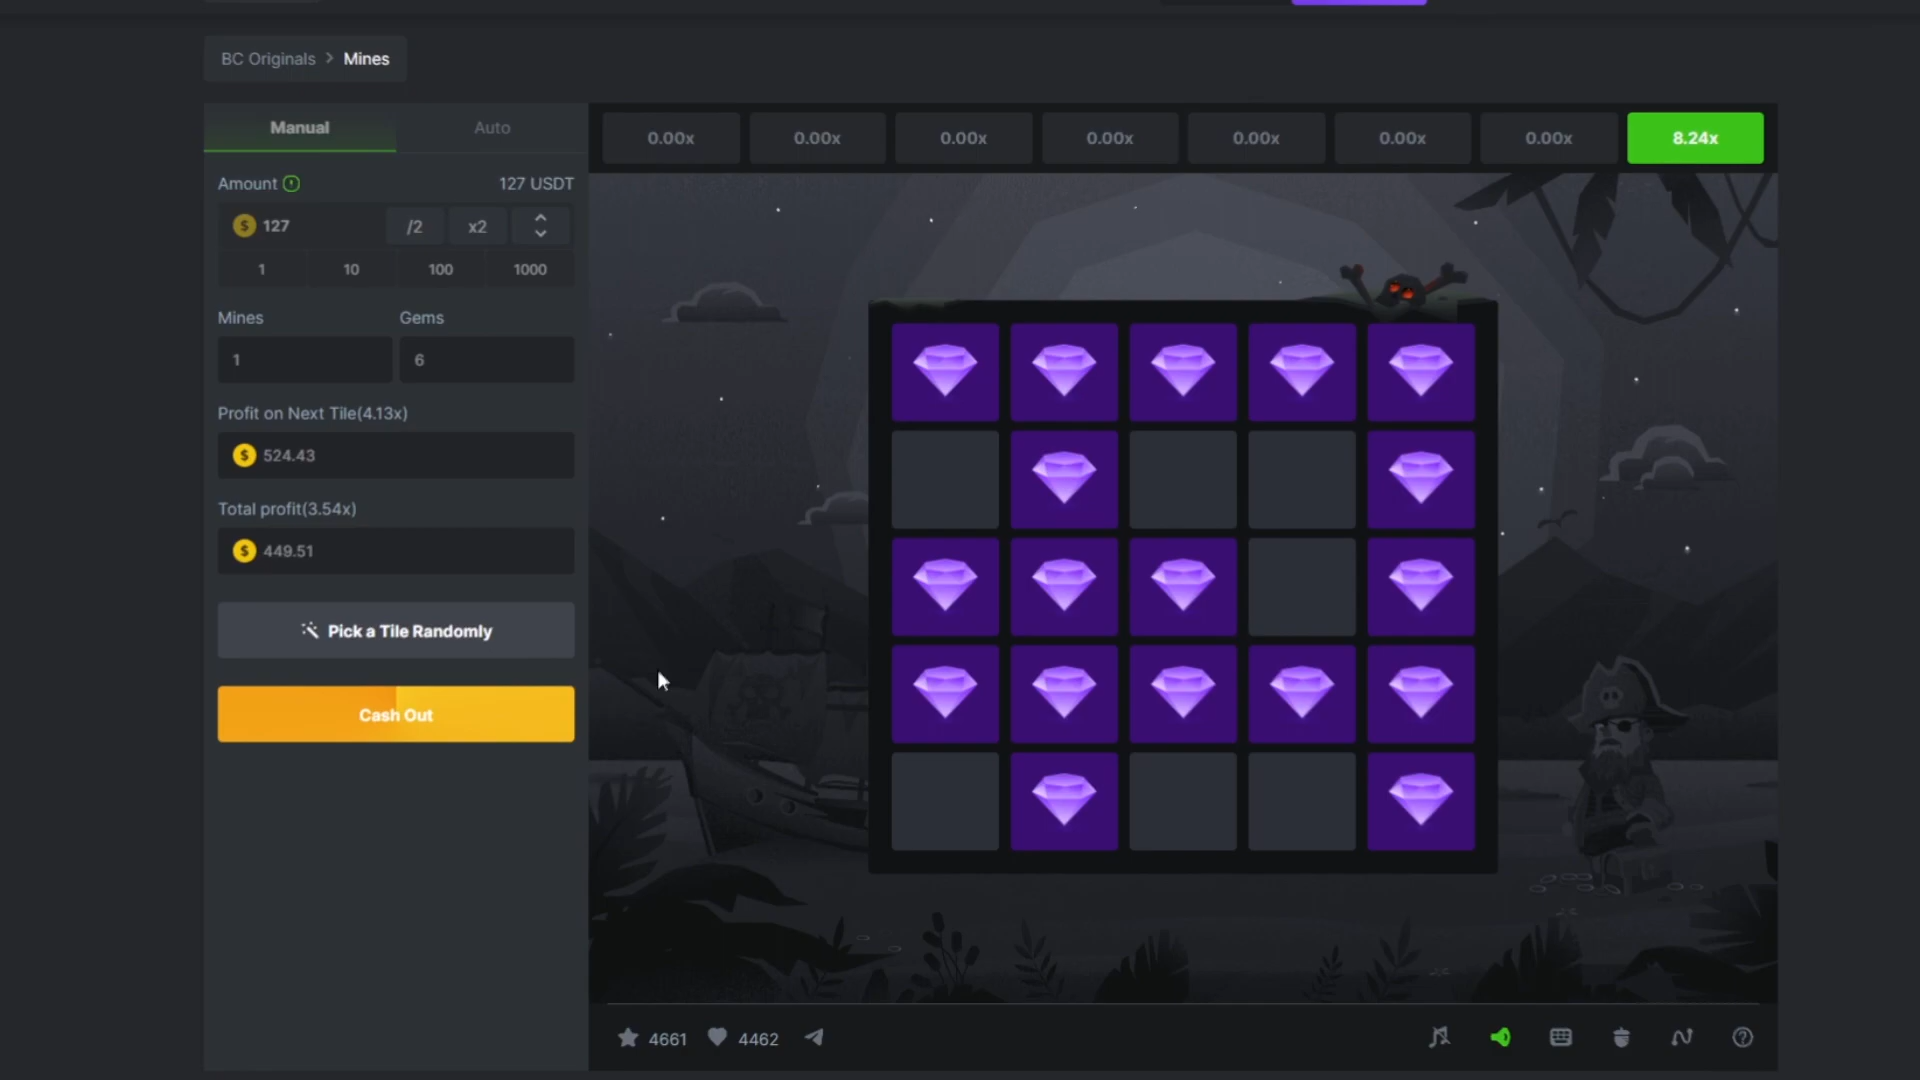 BC Originals > Mines
Manual
Auto
0.00x
0.00x
0.00x
0.00x
0.00x
0.00x
0.00x
8.24x
Amount
127 USDT
127
/2
x2
1
10
100
1000
Mines
Gems
1
6
Profit on Next Tile(4.13x)
524.43
Total profit(3.54x)
449.51
Pick a Tile Randomly
Cash Out
4661
4462